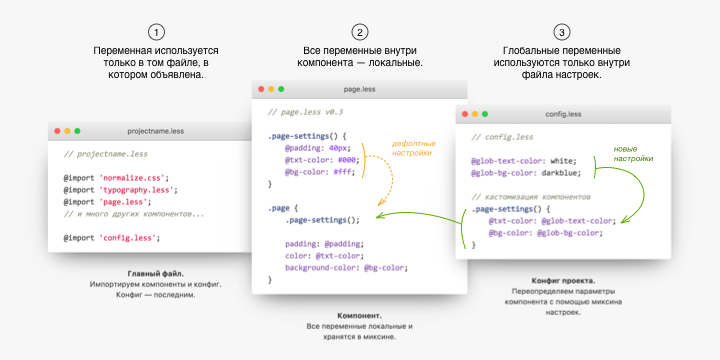 1
Переменная используется
только в том файле, в
котором объявлена.
projectname.less
// projectname.less
@import 'normalize.css';
@import 'typography.less';
@import 'page.less';
// и много других компонентов...
@import 'config.less';
Главный файл.
Импортируем компоненты и конфиг.
Конфиг — последним.
2
Все переменные внутри
компонента — локальные.
page.less
// page.less v0.3
.page-settings() {
@padding: 40px;
@txt-color: #000;
@bg-color: #fff;
}
дефолтные
настройки
.page {
.page-settings();
padding: @padding;
color: @txt-color;
background-color: @bg-color;
}
Компонент.
Все переменные локальные и
хранятся в миксине.
3
Глобальные переменные
используются только внутри
файла настроек.
config.less
// config.less
@glob-text-color: white;
@glob-bg-color: darkblue;
новые
настройки
// кастомизация компонентов
.page-settings() {
@txt-color: @glob-text-color;
@bg-color: @glob-bg-color;
}
Конфиг проекта.
Переопределяем параметры
компонента с помощью миксина
настроек.